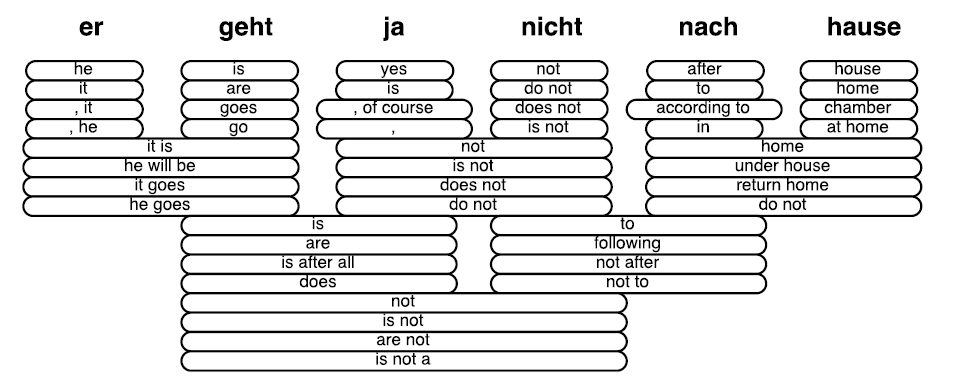 er geht ja nicht nach hause
he is yes not after house
it are is do not to home
, it goes , of course does not according to chamber
, he go , is not in at home
it is not home
he will be is not under house
it goes does not return home
he goes do not do not
is to
are following
is after all not after
does not to
not
is not
are not
is not a